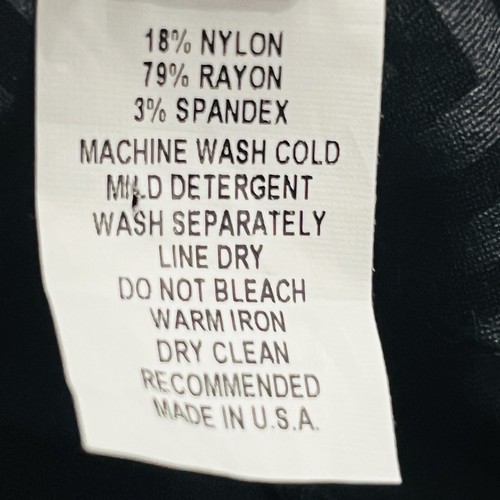 18% NYLON
79% RAYON
3% SPANDEX
MACHINE WASH COLD
MILD DETERGENT
WASH SEPARATELY
LINE DRY
DO NOT BLEACH
WARM IRON
DRY CLEAN
RECOMMENDED
MADE IN U.S.A.